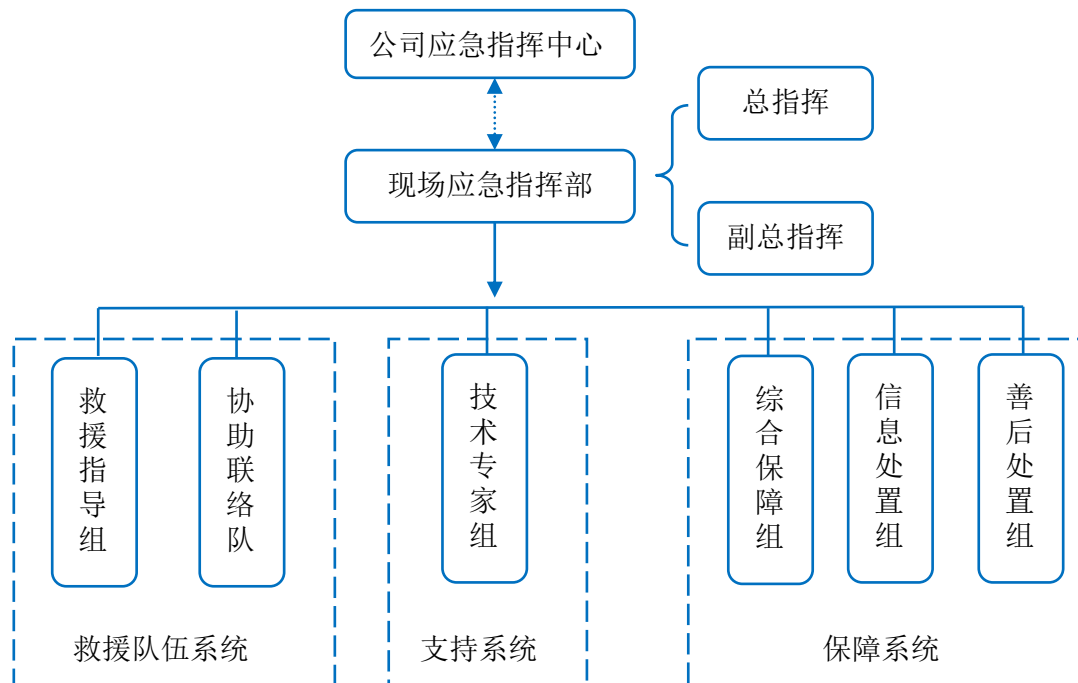 公司应急指挥中心
总指挥
现场应急指挥部
副总指挥
救援指导组
协助联络队
技术专家组
综合保障组
信息处置组
善后处置组
救援队伍系统
支持系统
保障系统